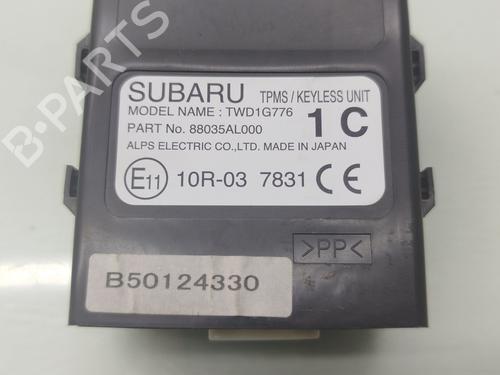 B-PARTS
SUBARU TPMS / KEYLESS UNIT
MODEL NAME : TWD1G776
PART No. 88035AL000 1 C
ALPS ELECTRIC CO.,LTD. MADE IN JAPAN
E11 10R-03 7831 CE
>PP<
B50124330